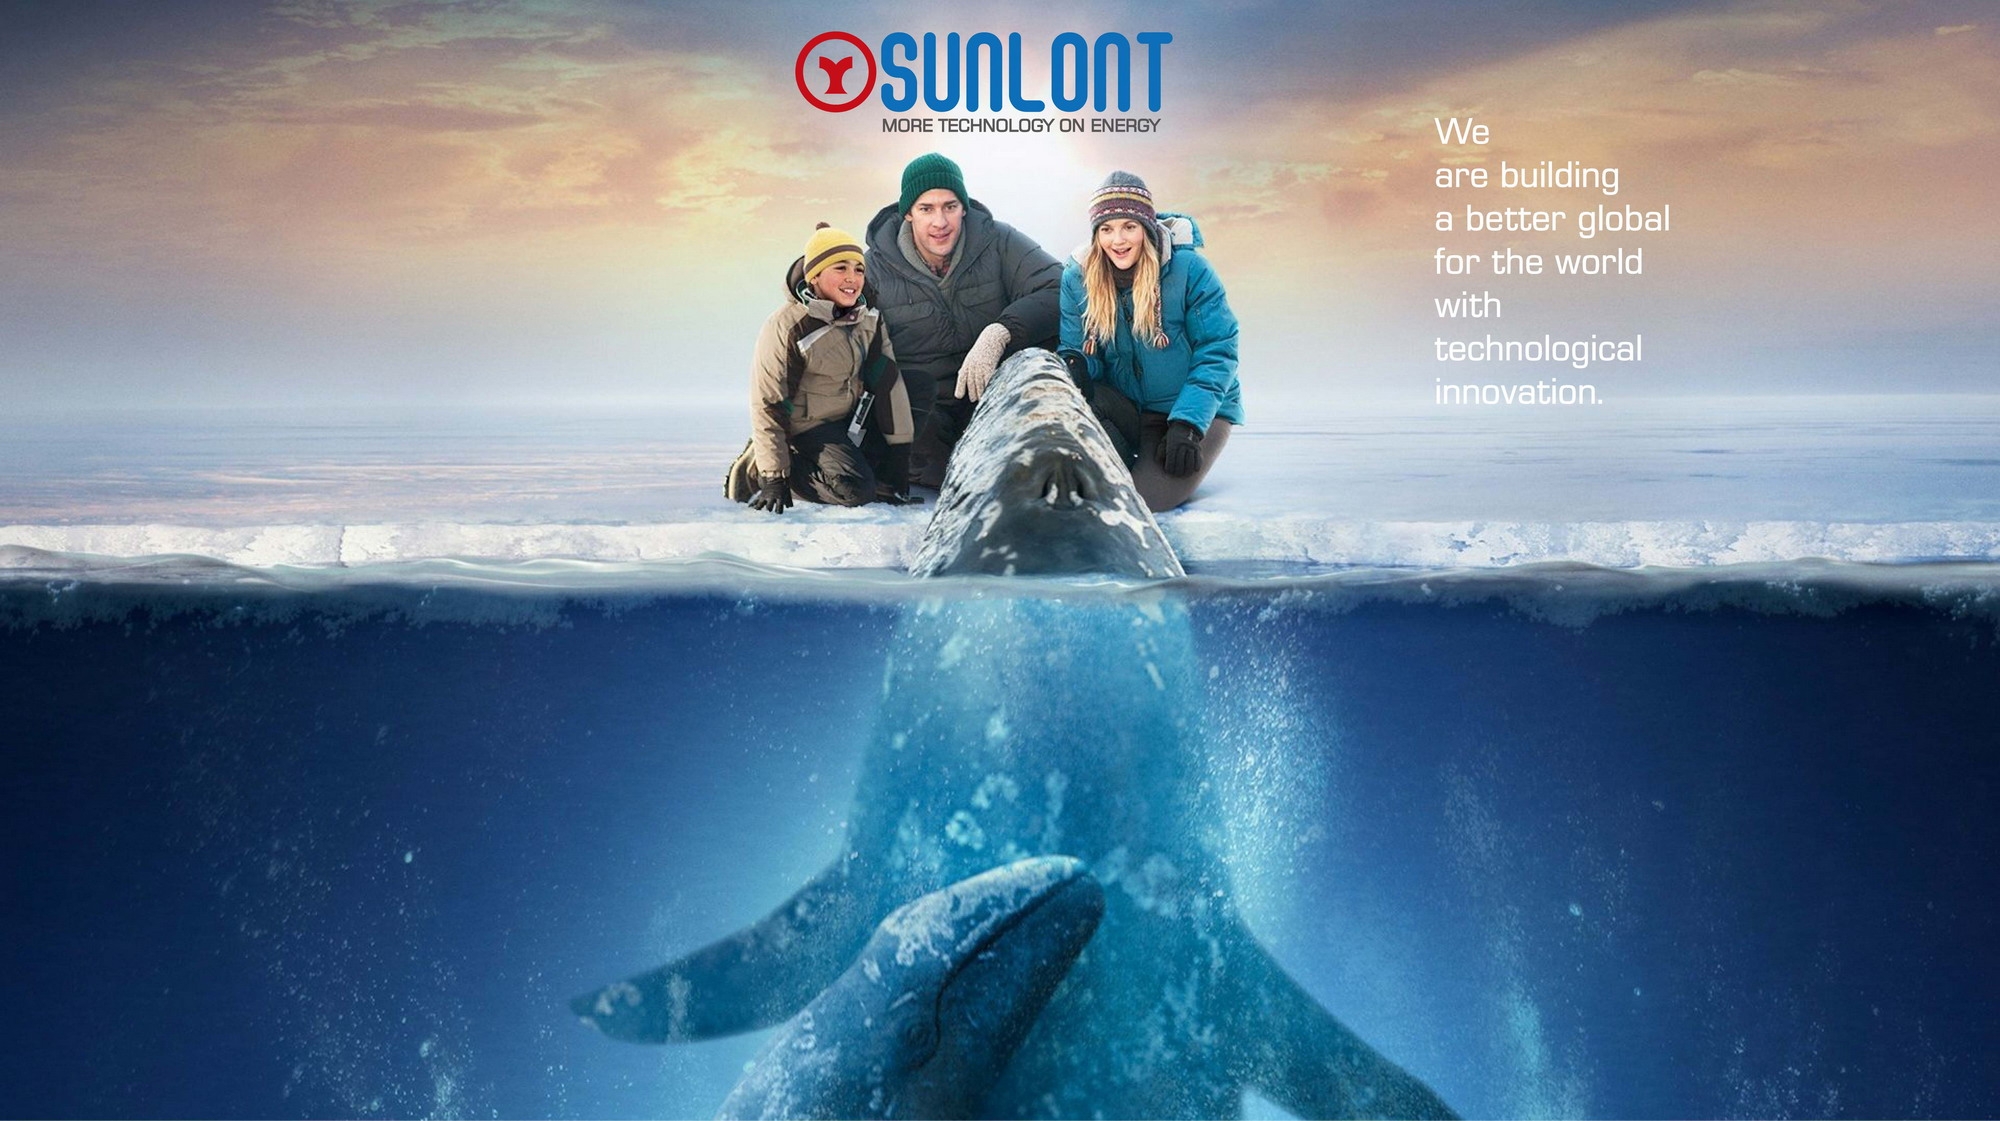 SUNLONT
MORE TECHNOLOGY ON ENERGY
We
are building
a better global
for the world
with
technological
innovation.